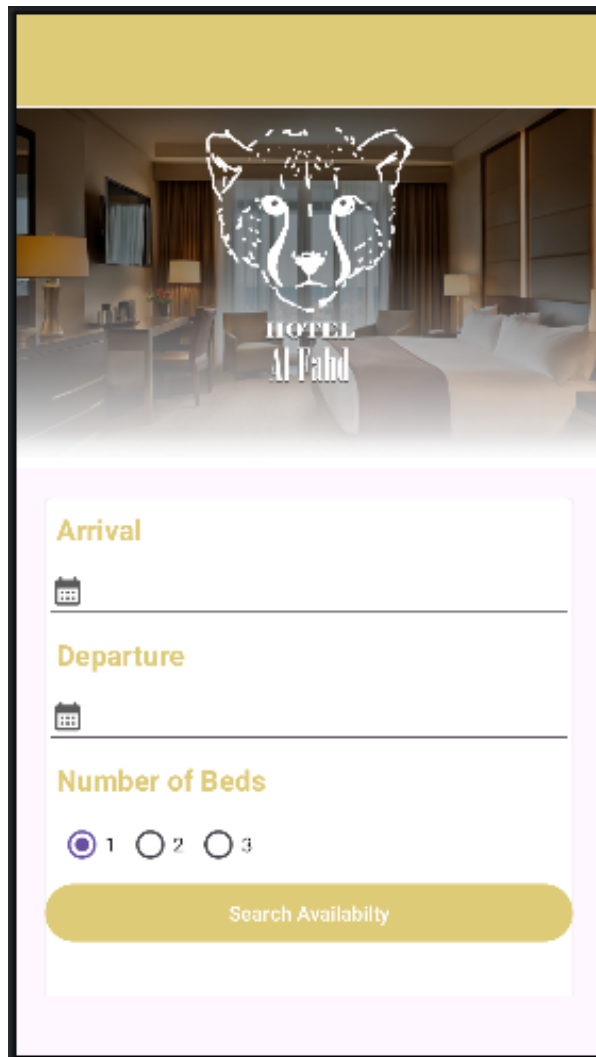 HOTEL
Al Fahd
Arrival
Departure
Number of Beds
1 2 3
Search Availabilty